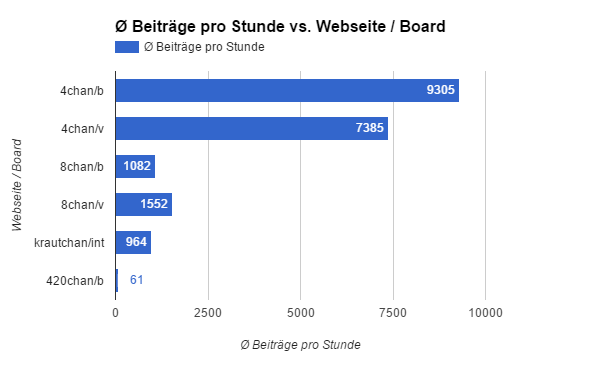 Ø Beiträge pro Stunde vs. Webseite / Board
Ø Beiträge pro Stunde
Webseite / Board
4chan/b 9305
4chan/v 7385
8chan/b 1082
8chan/v 1552
krautchan/int 964
420chan/b 61
0 2500 5000 7500 10000
Ø Beiträge pro Stunde